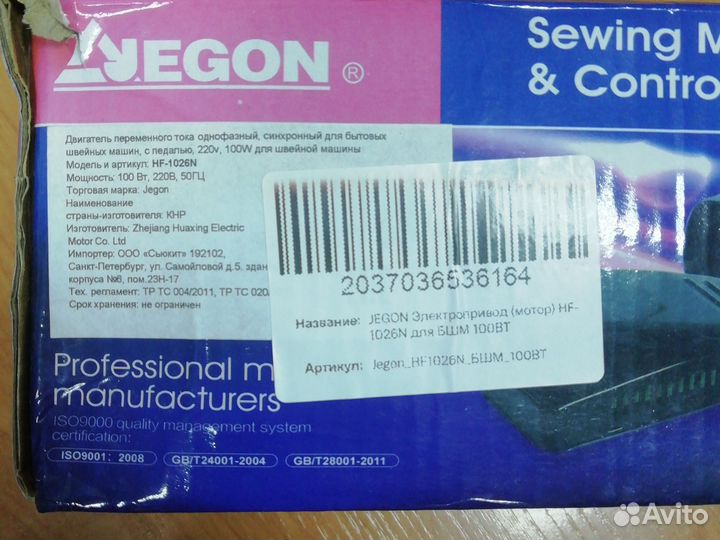 JEGON ®
Sewing M
& Contro
Двигатель переменного тока однофазный, синхронный для бытовых
швейных машин, с педалью, 220v, 100W для швейной машины
Модель и артикул: HF-1026N
Мощность: 100 Вт, 220В, 50ГЦ
Торговая марка: Jegon
Наименование
страны-изготовителя: КНР
Изготовитель: Zhejiang Huaxing Electric
Motor Co. Ltd
Импортер: ООО «Сьюкит» 192102,
Санкт-Петербург, ул. Самойловой д.5. здан
корпуса №6, пом.23Н-17
Тех. регламент: ТР ТС 004/2011, ТР ТС 020/
Срок хранения: не ограничен
2037036536164
Название: JEGON Электропривод (мотор) HF-
1026N для БШМ 100ВТ
Артикул: Jegon_HF1026N_БШМ_100ВТ
Professional m
manufacturers
ISO9000 quality management system
certification:
ISO9001: 2008 GB/T24001-2004 GB/T28001-2011
Avito